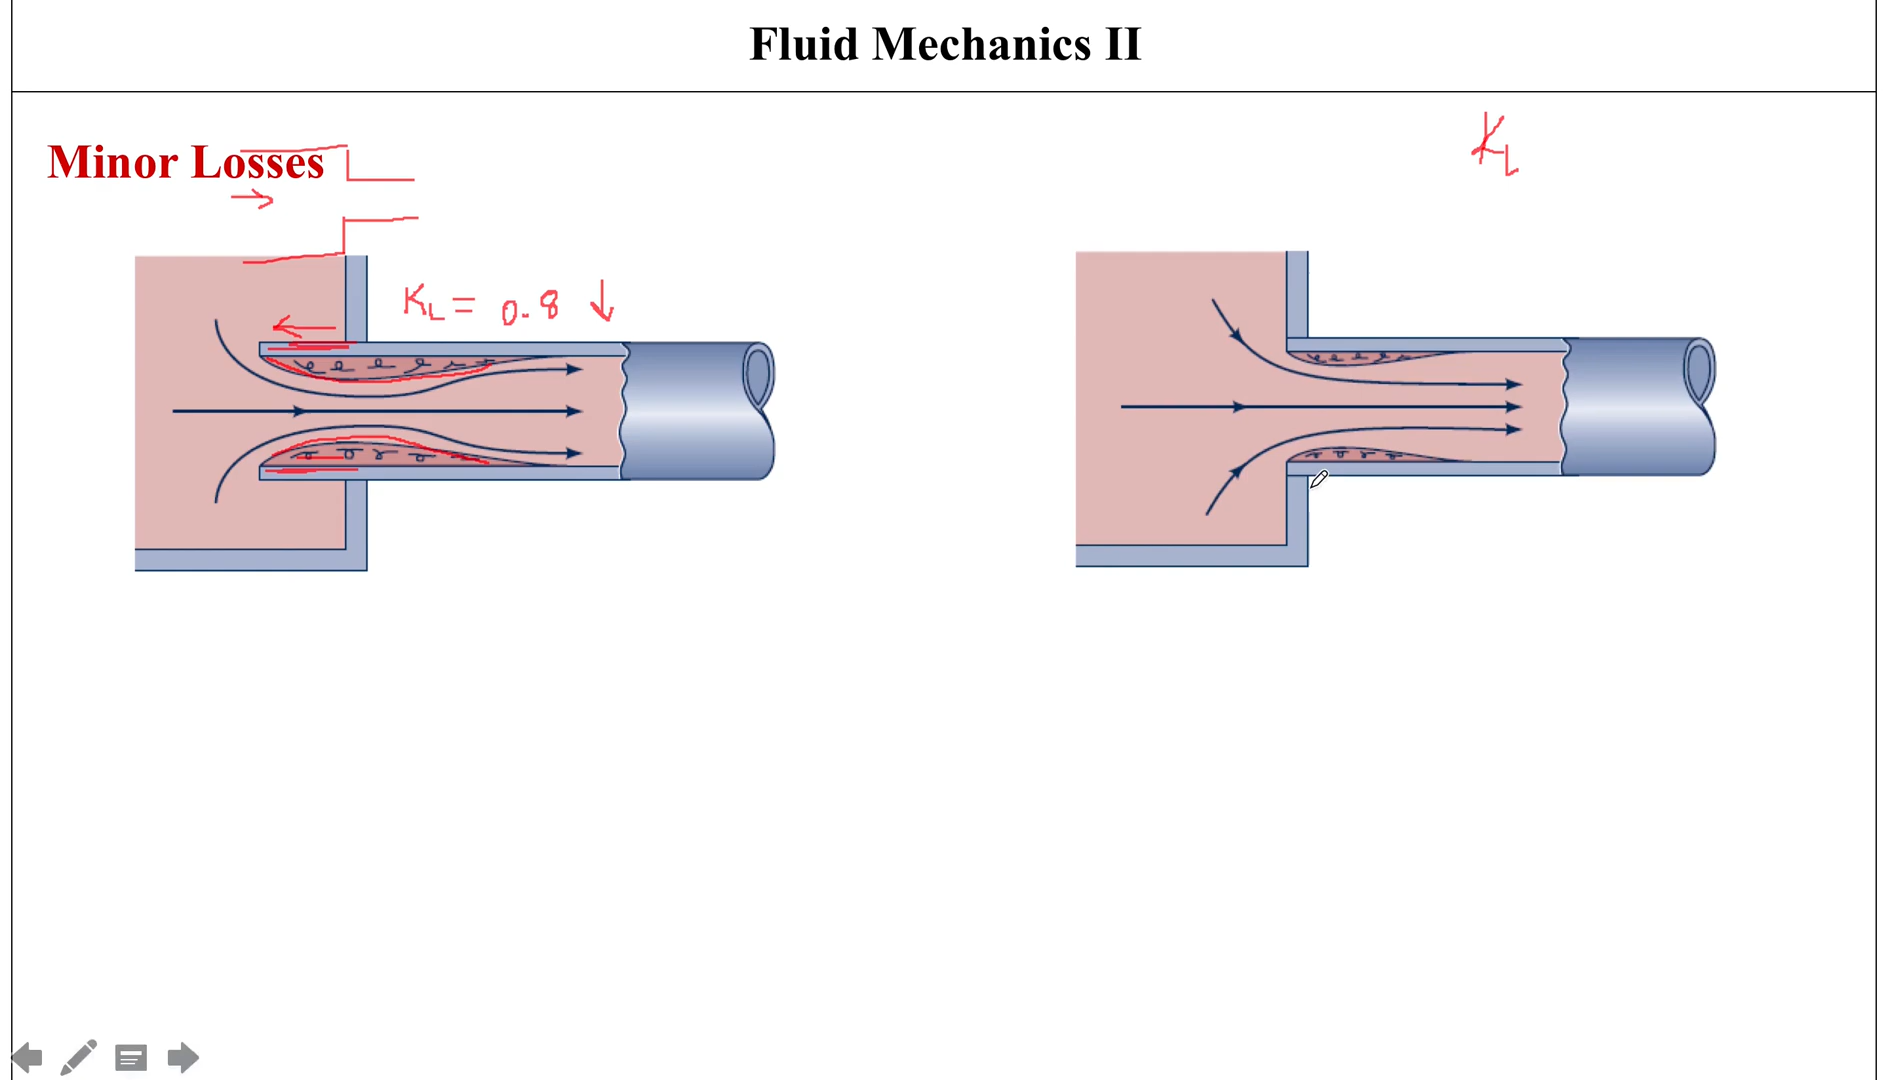 Fluid Mechanics II
Minor Losses
K_L
K_L = 0.8 ↓